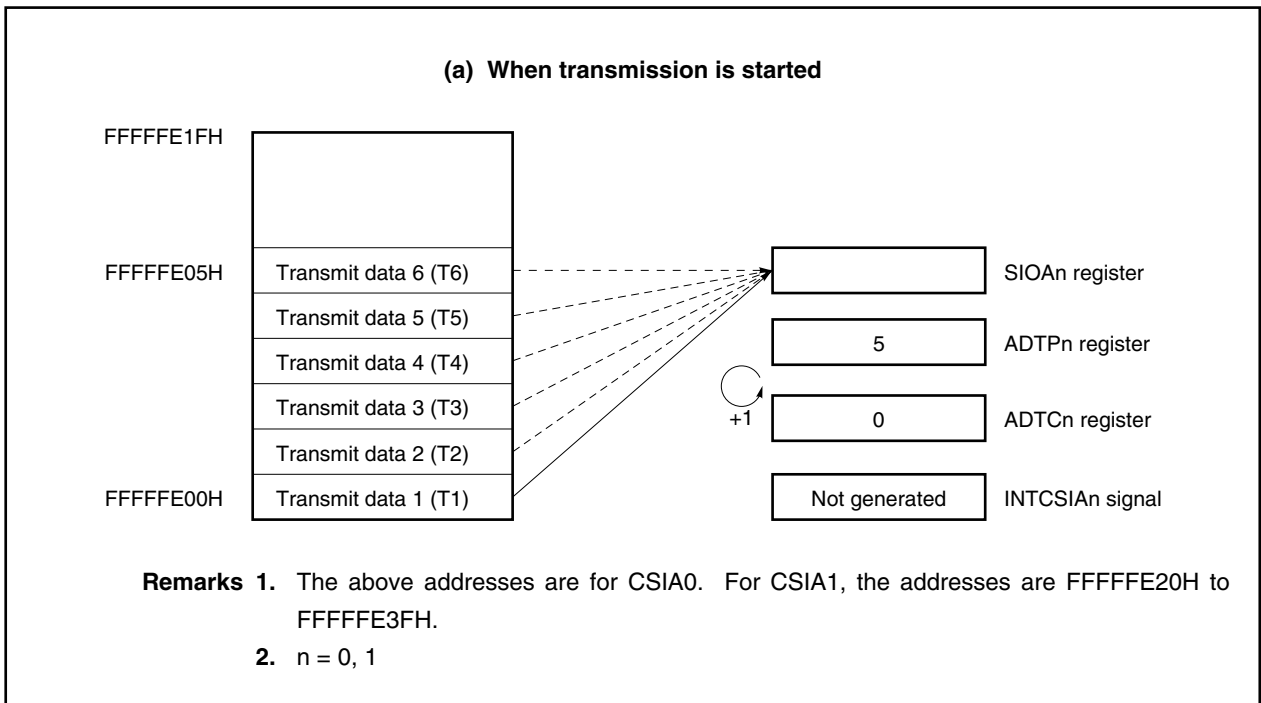 (a) When transmission is started
FFFFFE1FH
FFFFFE05H
Transmit data 6 (T6)
SIOAn register
Transmit data 5 (T5)
5
ADTPn register
Transmit data 4 (T4)
Transmit data 3 (T3)
+1
0
ADTCn register
Transmit data 2 (T2)
FFFFFE00H
Transmit data 1 (T1)
Not generated
INTCSIAn signal
Remarks 1. The above addresses are for CSIA0. For CSIA1, the addresses are FFFFFE20H to
FFFFFE3FH.
2. n = 0, 1